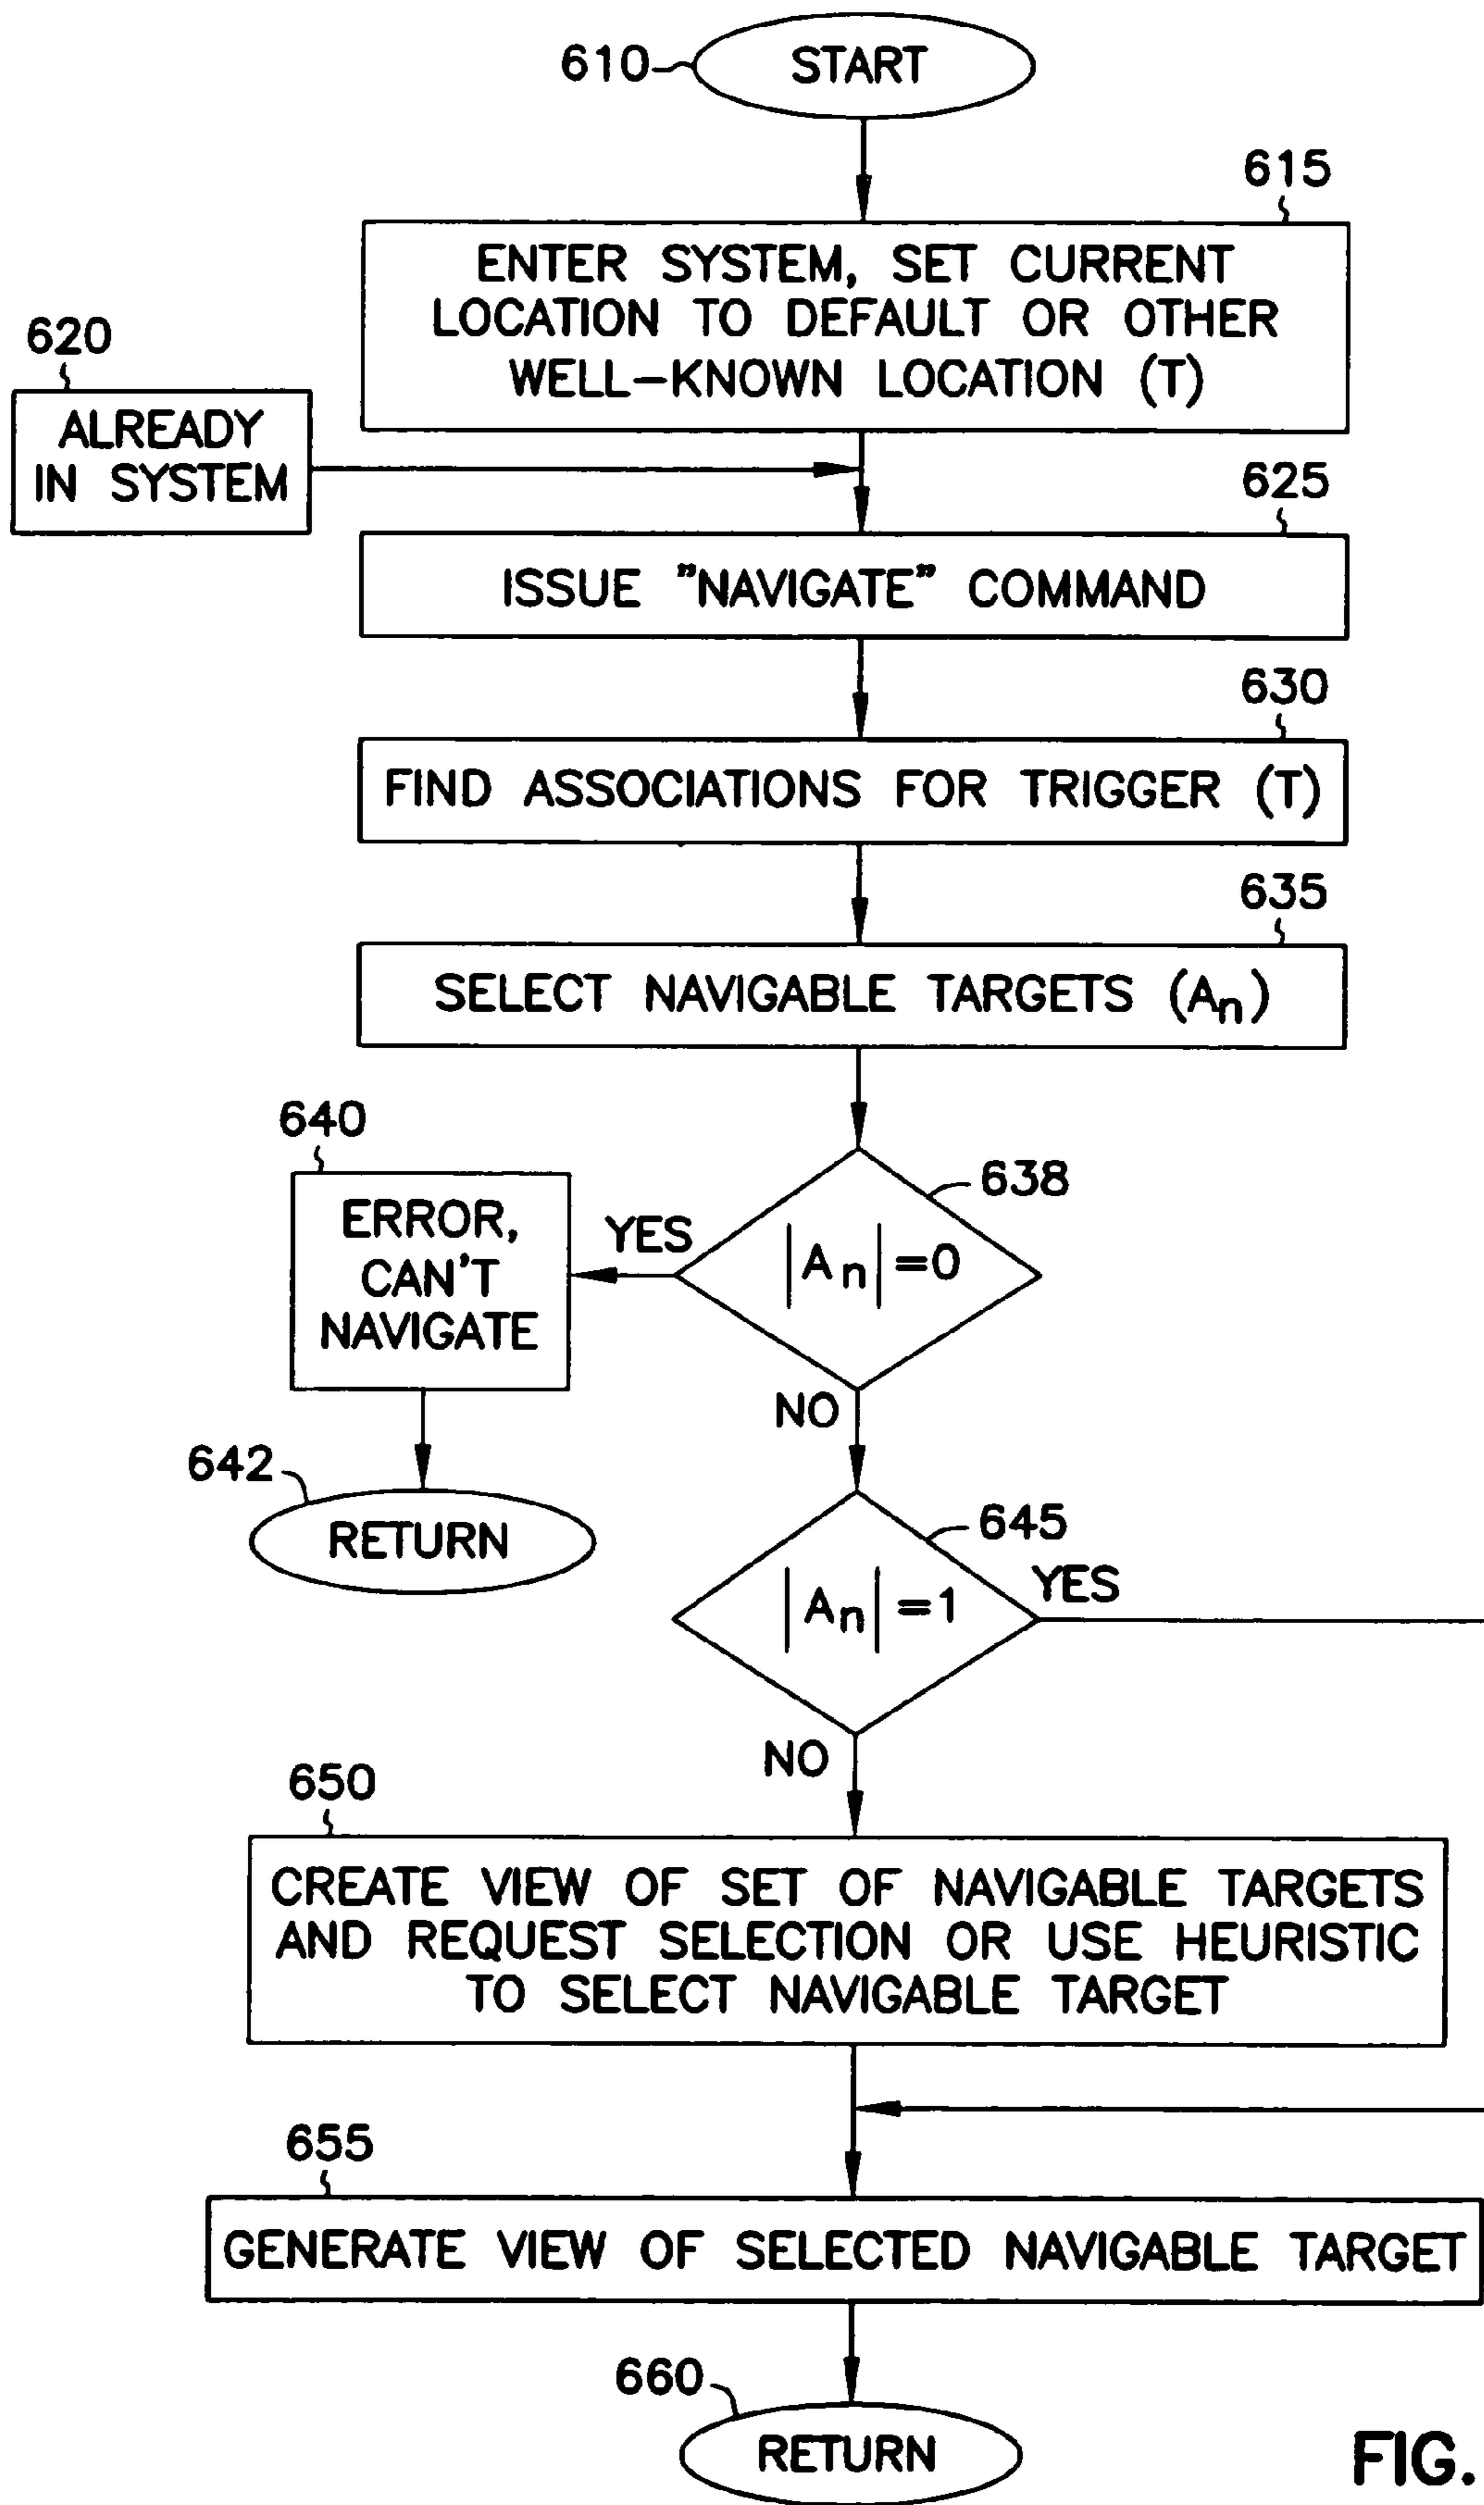 610
START
615
ENTER SYSTEM, SET CURRENT
LOCATION TO DEFAULT OR OTHER
WELL-KNOWN LOCATION (T)
620
ALREADY
IN SYSTEM
625
ISSUE "NAVIGATE" COMMAND
630
FIND ASSOCIATIONS FOR TRIGGER (T)
635
SELECT NAVIGABLE TARGETS (An)
640
ERROR,
CAN'T
NAVIGATE
YES
638
|An|=0
NO
642
RETURN
645
|An|=1
YES
NO
650
CREATE VIEW OF SET OF NAVIGABLE TARGETS
AND REQUEST SELECTION OR USE HEURISTIC
TO SELECT NAVIGABLE TARGET
655
GENERATE VIEW OF SELECTED NAVIGABLE TARGET
660
RETURN
FIG.